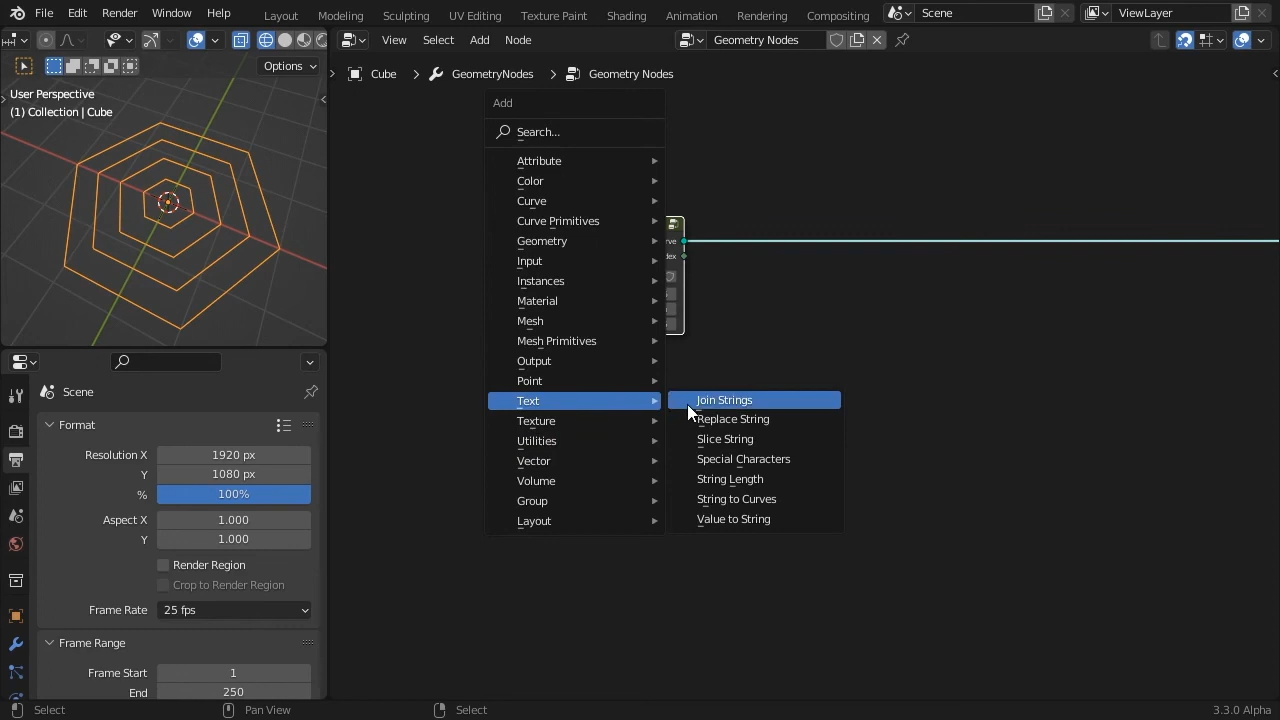 File Edit Render Window Help Layout Modeling Sculpting UV Editing Texture Paint Shading Animation Rendering Compositing Scene ViewLayer
View Select Add Node Geometry Nodes
Options
Cube GeometryNodes Geometry Nodes
User Perspective
(1) Collection | Cube
Add
Search...
Attribute
Color
Curve
Curve Primitives
Geometry
Input
Instances
Material
Mesh
Mesh Primitives
Output
Point
Text
Texture
Utilities
Vector
Volume
Group
Layout
Join Strings
Replace String
Slice String
Special Characters
String Length
String to Curves
Value to String
Scene
Format
Resolution X 1920 px
Y 1080 px
% 100%
Aspect X 1.000
Y 1.000
Render Region
Crop to Render Region
Frame Rate 25 fps
Frame Range
Frame Start 1
End 250
Select Pan View Select 3.3.0 Alpha